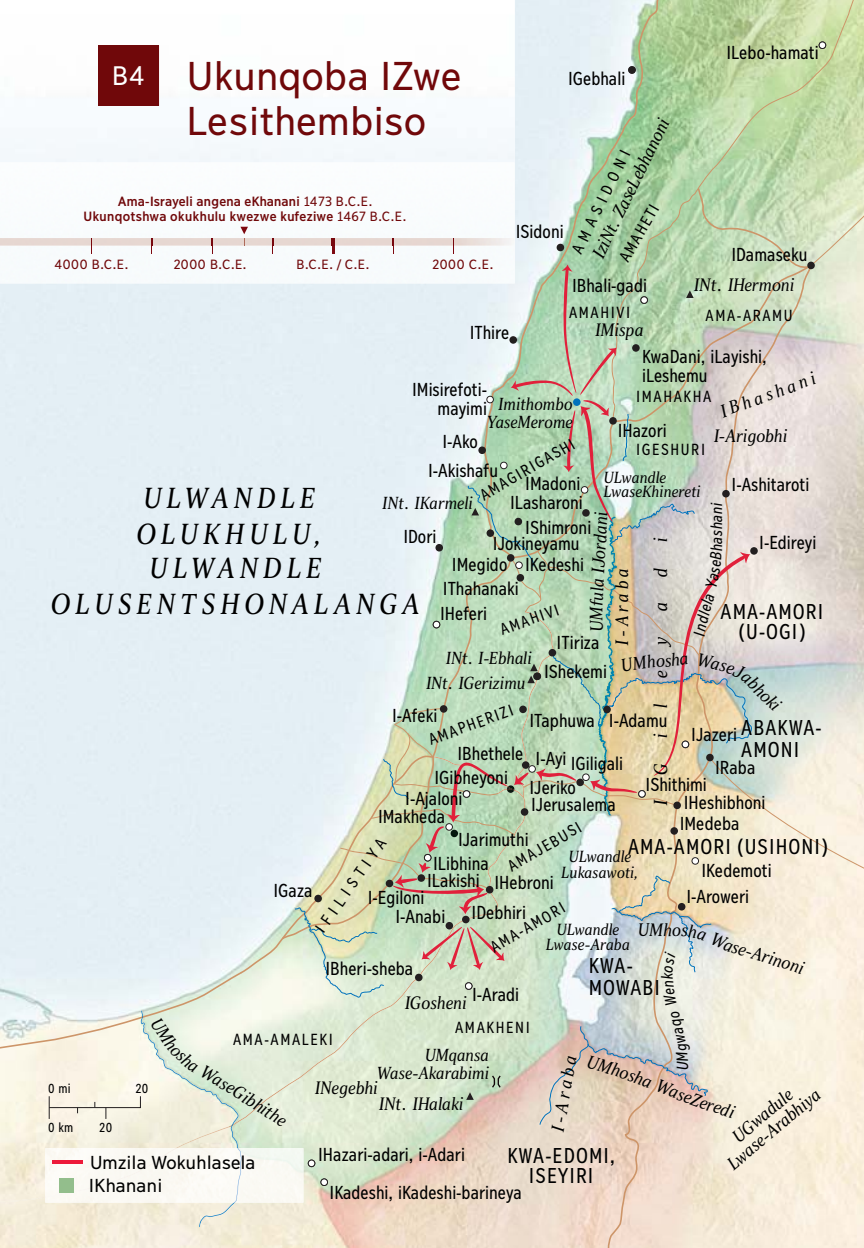 B4
Ukunqoba IZwe
Lesithembiso
Ama-Israyeli angena eKhanani 1473 B.C.E.
Ukunqotshwa okukhulu kwezwe kufeziwe 1467 B.C.E.
4000 B.C.E.
2000 B.C.E.
B.C.E. / C.E.
2000 C.E.
ILebo-hamati
IGebhali
AMASIDONI
IziNt. ZaseLebhanoni
AMAHETI
ISidoni
IDamaseku
IBhali-gadi
INt. IHermoni
AMAHIVI
AMA-ARAMU
IMispa
IThire
KwaDani, iLayishi,
iLeshemu
IMAHAKHA
IBhashani
IMisirefoti-
mayimi
Imithombo
YaseMerome
IHazori
IGESHURI
I-Arigobhi
I-Ako
AMAGIRIGASHI
I-Akishafu
ULwandle
LwaseKhinereti
IMadoni
I-Ashitaroti
INt. IKarmeli
ILasharoni
IShimroni
IDori
IJokineyamu
I-Edireyi
IMegido
IKedeshi
IThahanaki
UMfula IJordani
I-Araba
Indlela YaseBhashani
IGileyadi
ULWANDLE
OLUKHULU,
ULWANDLE
OLUSENTSHONALANGA
IHeferi
AMAHIVI
AMA-AMORI
(U-OGI)
ITiriza
INt. I-Ebhali
IShekemi
INt. IGerizimu
UMhosha WaseJabhoki
I-Afeki
AMAPHERIZI
ITaphuwa
I-Adamu
IJazeri
ABAKWA-
AMONI
IBhethele
I-Ayi
IGiligali
IRaba
IGibheyoni
IJeriko
IShithimi
I-Ajaloni
IJerusalema
IHeshibhoni
IMakheda
IMedeba
IJarimuthi
AMAJEBUSI
AMA-AMORI (USIHONI)
ILibhina
ULwandle
Lukasawoti,
IKedemoti
IFILISTIYA
ILakishi
IHebroni
IGaza
I-Egiloni
I-Aroweri
I-Anabi
IDebhiri
AMA-AMORI
ULwandle
Lwase-Araba
UMhosha Wase-Arinoni
KWA-
MOWABI
UMgwaqo Wenkosi
IBheri-sheba
I-Aradi
IGosheni
AMAKHENI
AMA-AMALEKI
UMhosha WaseGibhithe
UMqansa
Wase-Akarabimi
INegebhi
INt. IHalaki
I-Araba
UMhosha WaseZeredi
UGwadule
Lwase-Arabhiya
0 mi 20
0 km 20
IHazari-adari, i-Adari
KWA-EDOMI,
ISEYIRI
Umzila Wokuhlasela
IKhanani
IKadeshi, iKadeshi-barineya